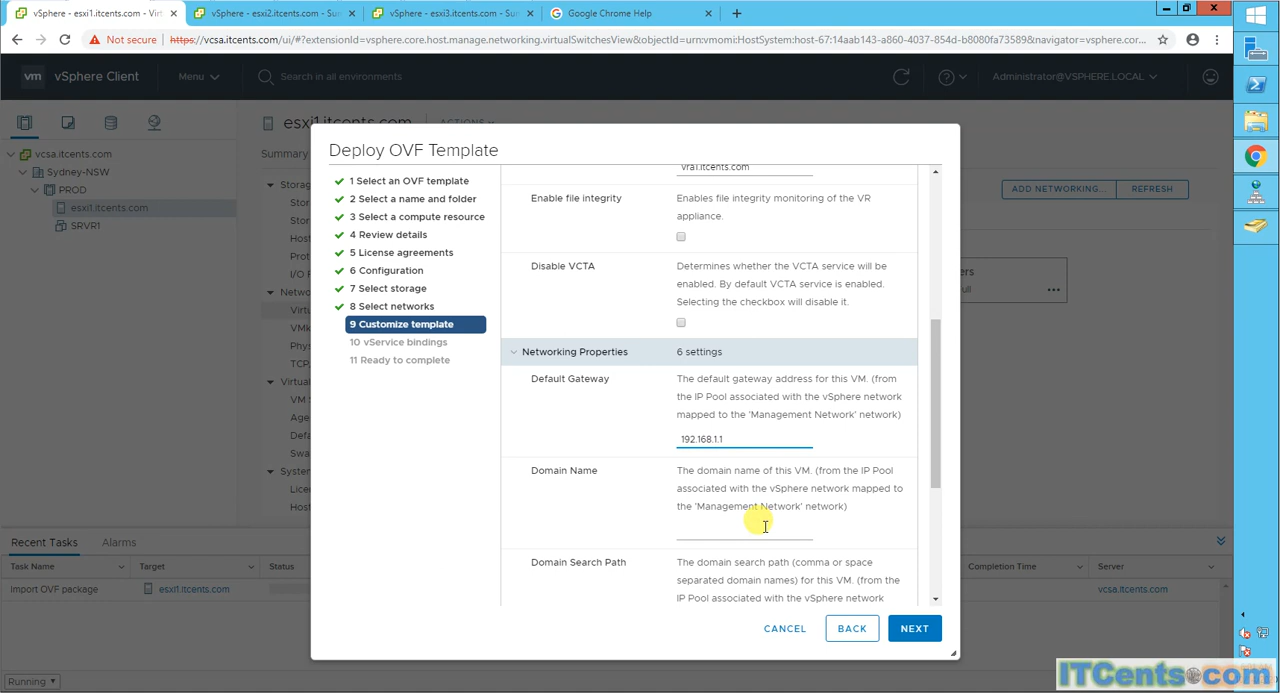 vSphere - esxi1.itcents.com - Virt
vSphere - esxi2.itcents.com - Sum
vSphere - esxi3.itcents.com - Sum
Google Chrome Help
Not secure
https://vcsa.itcents.com/ui/#?extensionId=vsphere.core.host.manage.networking.virtualSwitchesView&objectId=urn:vmomi:HostSystem:host-67:14aab143-a860-4037-854d-b8080fa73589&navigator=vsphere.cor...
vm vSphere Client
Menu
Search in all environments
Administrator@VSPHERE.LOCAL
vcsa.itcents.com
Sydney-NSW
PROD
esxi1.itcents.com
SRVR1
esxi1.itcents.com
ACTIONS
Summary
Stora
Stor
Stor
Host
Prot
I/O F
Netwo
Virtu
VMk
Phys
TCP,
Virtua
VM S
Age
Defa
Swa
Syster
Licer
Host
ADD NETWORKING...
REFRESH
ers
ull
Deploy OVF Template
1 Select an OVF template
2 Select a name and folder
3 Select a compute resource
4 Review details
5 License agreements
6 Configuration
7 Select storage
8 Select networks
9 Customize template
10 vService bindings
11 Ready to complete
vra1.itcents.com
Enable file integrity
Enables file integrity monitoring of the VR
appliance.
Disable VCTA
Determines whether the VCTA service will be
enabled. By default VCTA service is enabled.
Selecting the checkbox will disable it.
Networking Properties
6 settings
Default Gateway
The default gateway address for this VM. (from
the IP Pool associated with the vSphere network
mapped to the 'Management Network' network)
192.168.1.1
Domain Name
The domain name of this VM. (from the IP Pool
associated with the vSphere network mapped to
the 'Management Network' network)
Domain Search Path
The domain search path (comma or space
separated domain names) for this VM. (from the
IP Pool associated with the vSphere network
CANCEL
BACK
NEXT
Recent Tasks
Alarms
Task Name
Target
Status
Completion Time
Server
Import OVF package
esxi1.itcents.com
vcsa.itcents.com
Running
ITCents.com